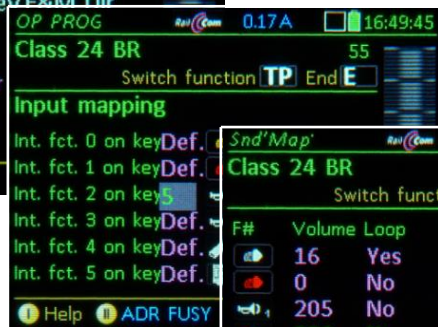 OP PROG RailCom 0.17A 16:49:45
Class 24 BR 55
Switch function TP End E
Input mapping
Int. fct. 0 on key Def.
Int. fct. 1 on key Def.
Int. fct. 2 on key 5
Int. fct. 3 on key Def.
Int. fct. 4 on key Def.
Int. fct. 5 on key Def.
Help ADR FUSY
Snd'Map' RailCom
Class 24 BR
Switch funct
F# Volume Loop
16 Yes
0 No
1 205 No